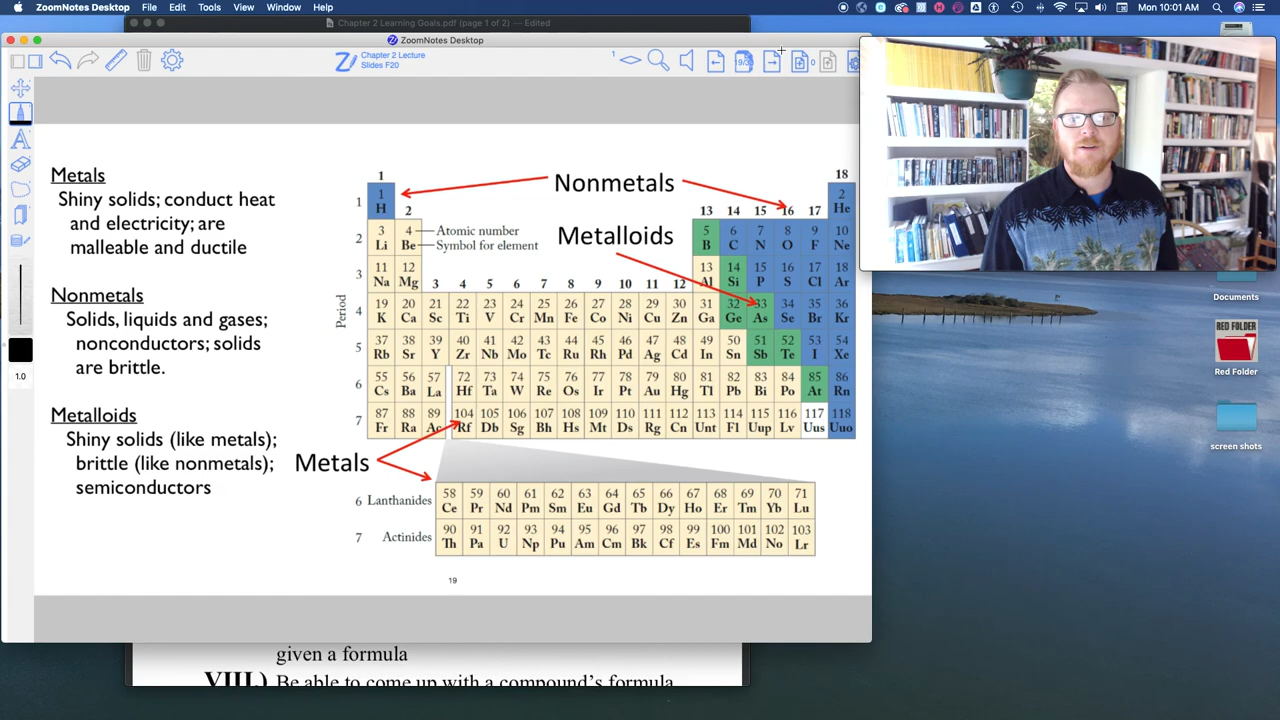 ZoomNotes Desktop File Edit Tools View Window Help
Mon 10:01 AM
Chapter 2 Learning Goals.pdf (page 1 of 2) — Edited
ZoomNotes Desktop
Chapter 2 Lecture
Slides F20
1
19/3
0
1.0
Metals
Shiny solids; conduct heat
and electricity; are
malleable and ductile
Nonmetals
Solids, liquids and gases;
nonconductors; solids
are brittle.
Metalloids
Shiny solids (like metals);
brittle (like nonmetals);
semiconductors
Nonmetals
Metalloids
Metals
Atomic number
Symbol for element
Period
1 18
2 13 14 15 16 17
3 4 5 6 7 8 9 10 11 12
1 1 2
H He
2 3 4 5 6 7 8 9 10
Li Be B C N O F Ne
3 11 12 13 14 15 16 17 18
Na Mg Al Si P S Cl Ar
4 19 20 21 22 23 24 25 26 27 28 29 30 31 32 33 34 35 36
K Ca Sc Ti V Cr Mn Fe Co Ni Cu Zn Ga Ge As Se Br Kr
5 37 38 39 40 41 42 43 44 45 46 47 48 49 50 51 52 53 54
Rb Sr Y Zr Nb Mo Tc Ru Rh Pd Ag Cd In Sn Sb Te I Xe
6 55 56 57 72 73 74 75 76 77 78 79 80 81 82 83 84 85 86
Cs Ba La Hf Ta W Re Os Ir Pt Au Hg Tl Pb Bi Po At Rn
7 87 88 89 104 105 106 107 108 109 110 111 112 113 114 115 116 117 118
Fr Ra Ac Rf Db Sg Bh Hs Mt Ds Rg Cn Unt Fl Uup Lv Uus Uuo
6 Lanthanides 58 59 60 61 62 63 64 65 66 67 68 69 70 71
Ce Pr Nd Pm Sm Eu Gd Tb Dy Ho Er Tm Yb Lu
7 Actinides 90 91 92 93 94 95 96 97 98 99 100 101 102 103
Th Pa U Np Pu Am Cm Bk Cf Es Fm Md No Lr
19
given a formula
VIII.) Be able to come up with a compound's formula
Documents
Red Folder
screen shots